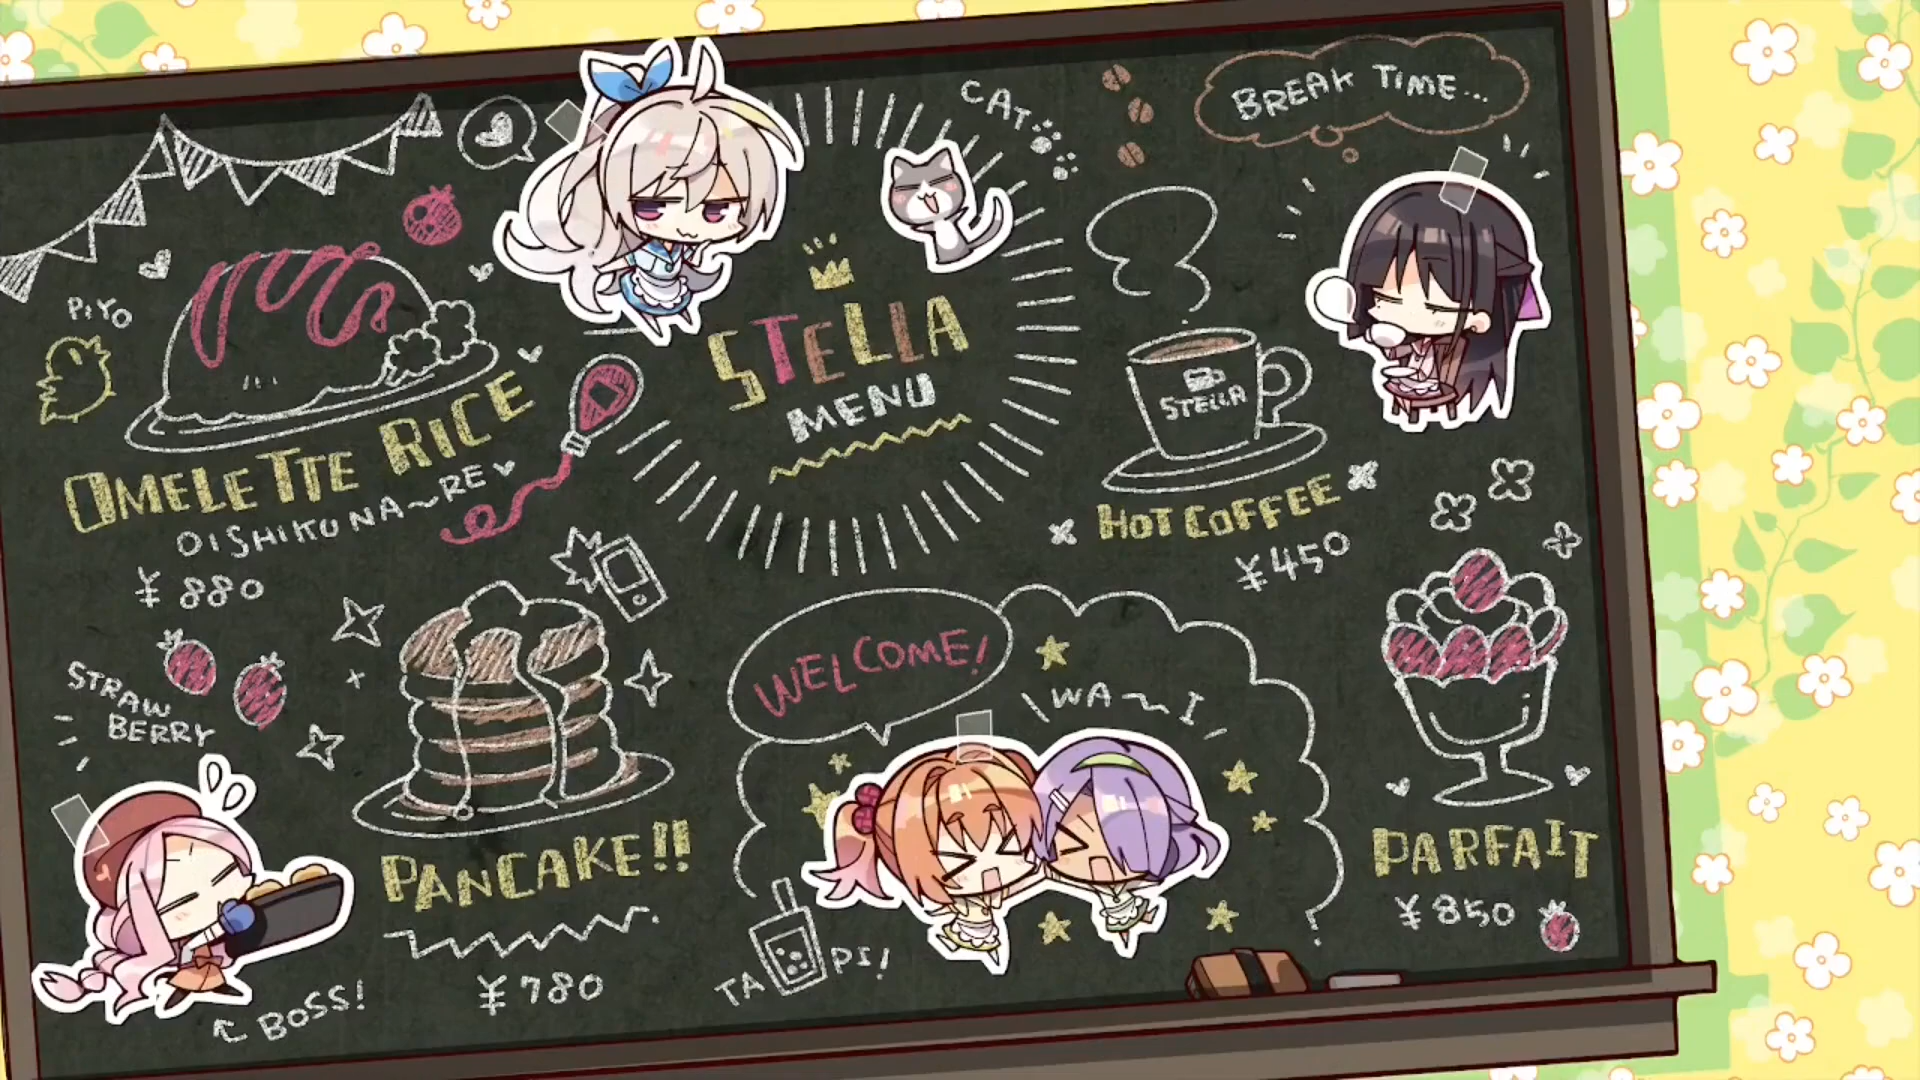 CAT
BREAK TIME...
PiYO
STELLA
MENU
STELLA
OMELETTE RICE
OISHIKUNA~RE♥
¥880
HOT COFFEE
¥450
STRAW
BERRY
WELCOME!
\WA~I
PANCAKE!!
¥780
PARFAIT
¥850
TA PI!
BOSS!